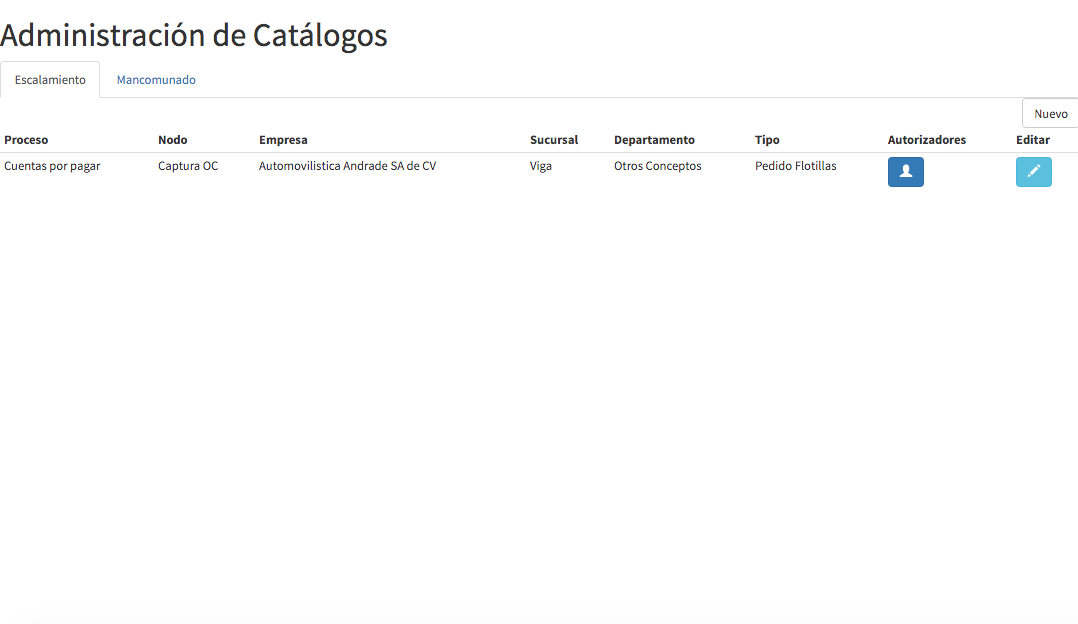 Administración de Catálogos
Escalamiento Mancomunado
Nuevo
Proceso Nodo Empresa Sucursal Departamento Tipo Autorizadores Editar
Cuentas por pagar Captura OC Automovilistica Andrade SA de CV Viga Otros Conceptos Pedido Flotillas